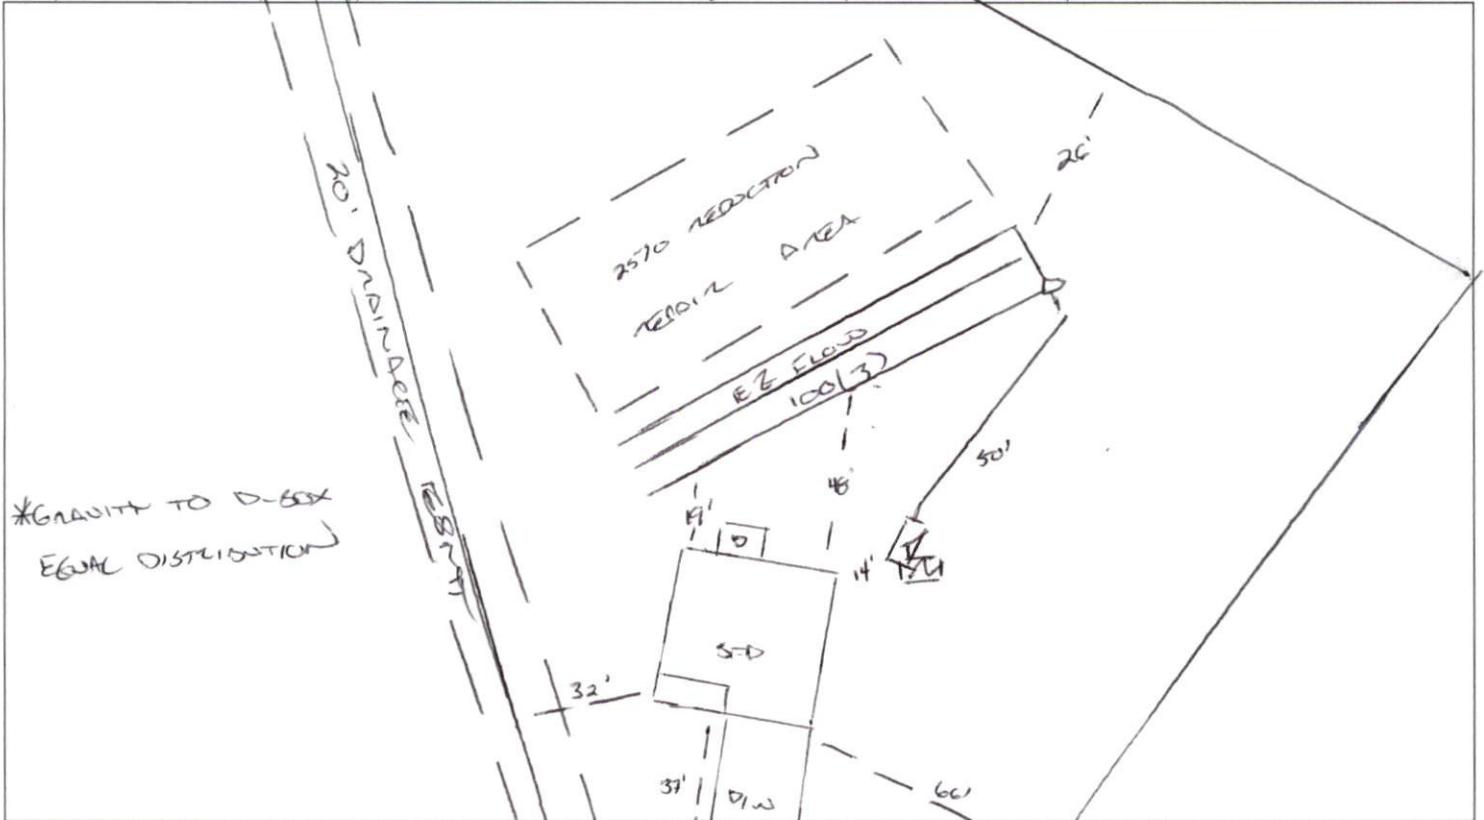 26'
25% REDUCTION
REPAIR AREA
20' DRAINAGE ESMT
EZ FLOW
100(3)
50'
48'
*GRAVITY TO D-BOX
EQUAL DISTRIBUTION
19'
D
14'
SFD
32'
37'
D/W
66'